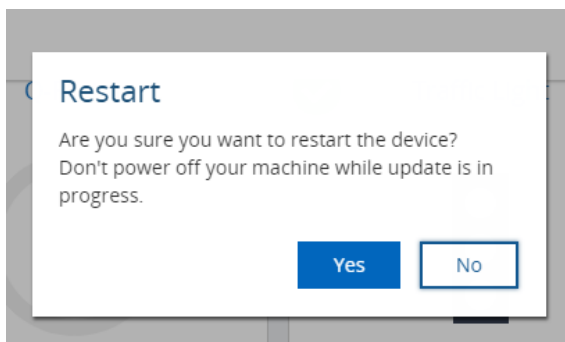 Restart
Are you sure you want to restart the device?
Don't power off your machine while update is in
progress.
Yes
No